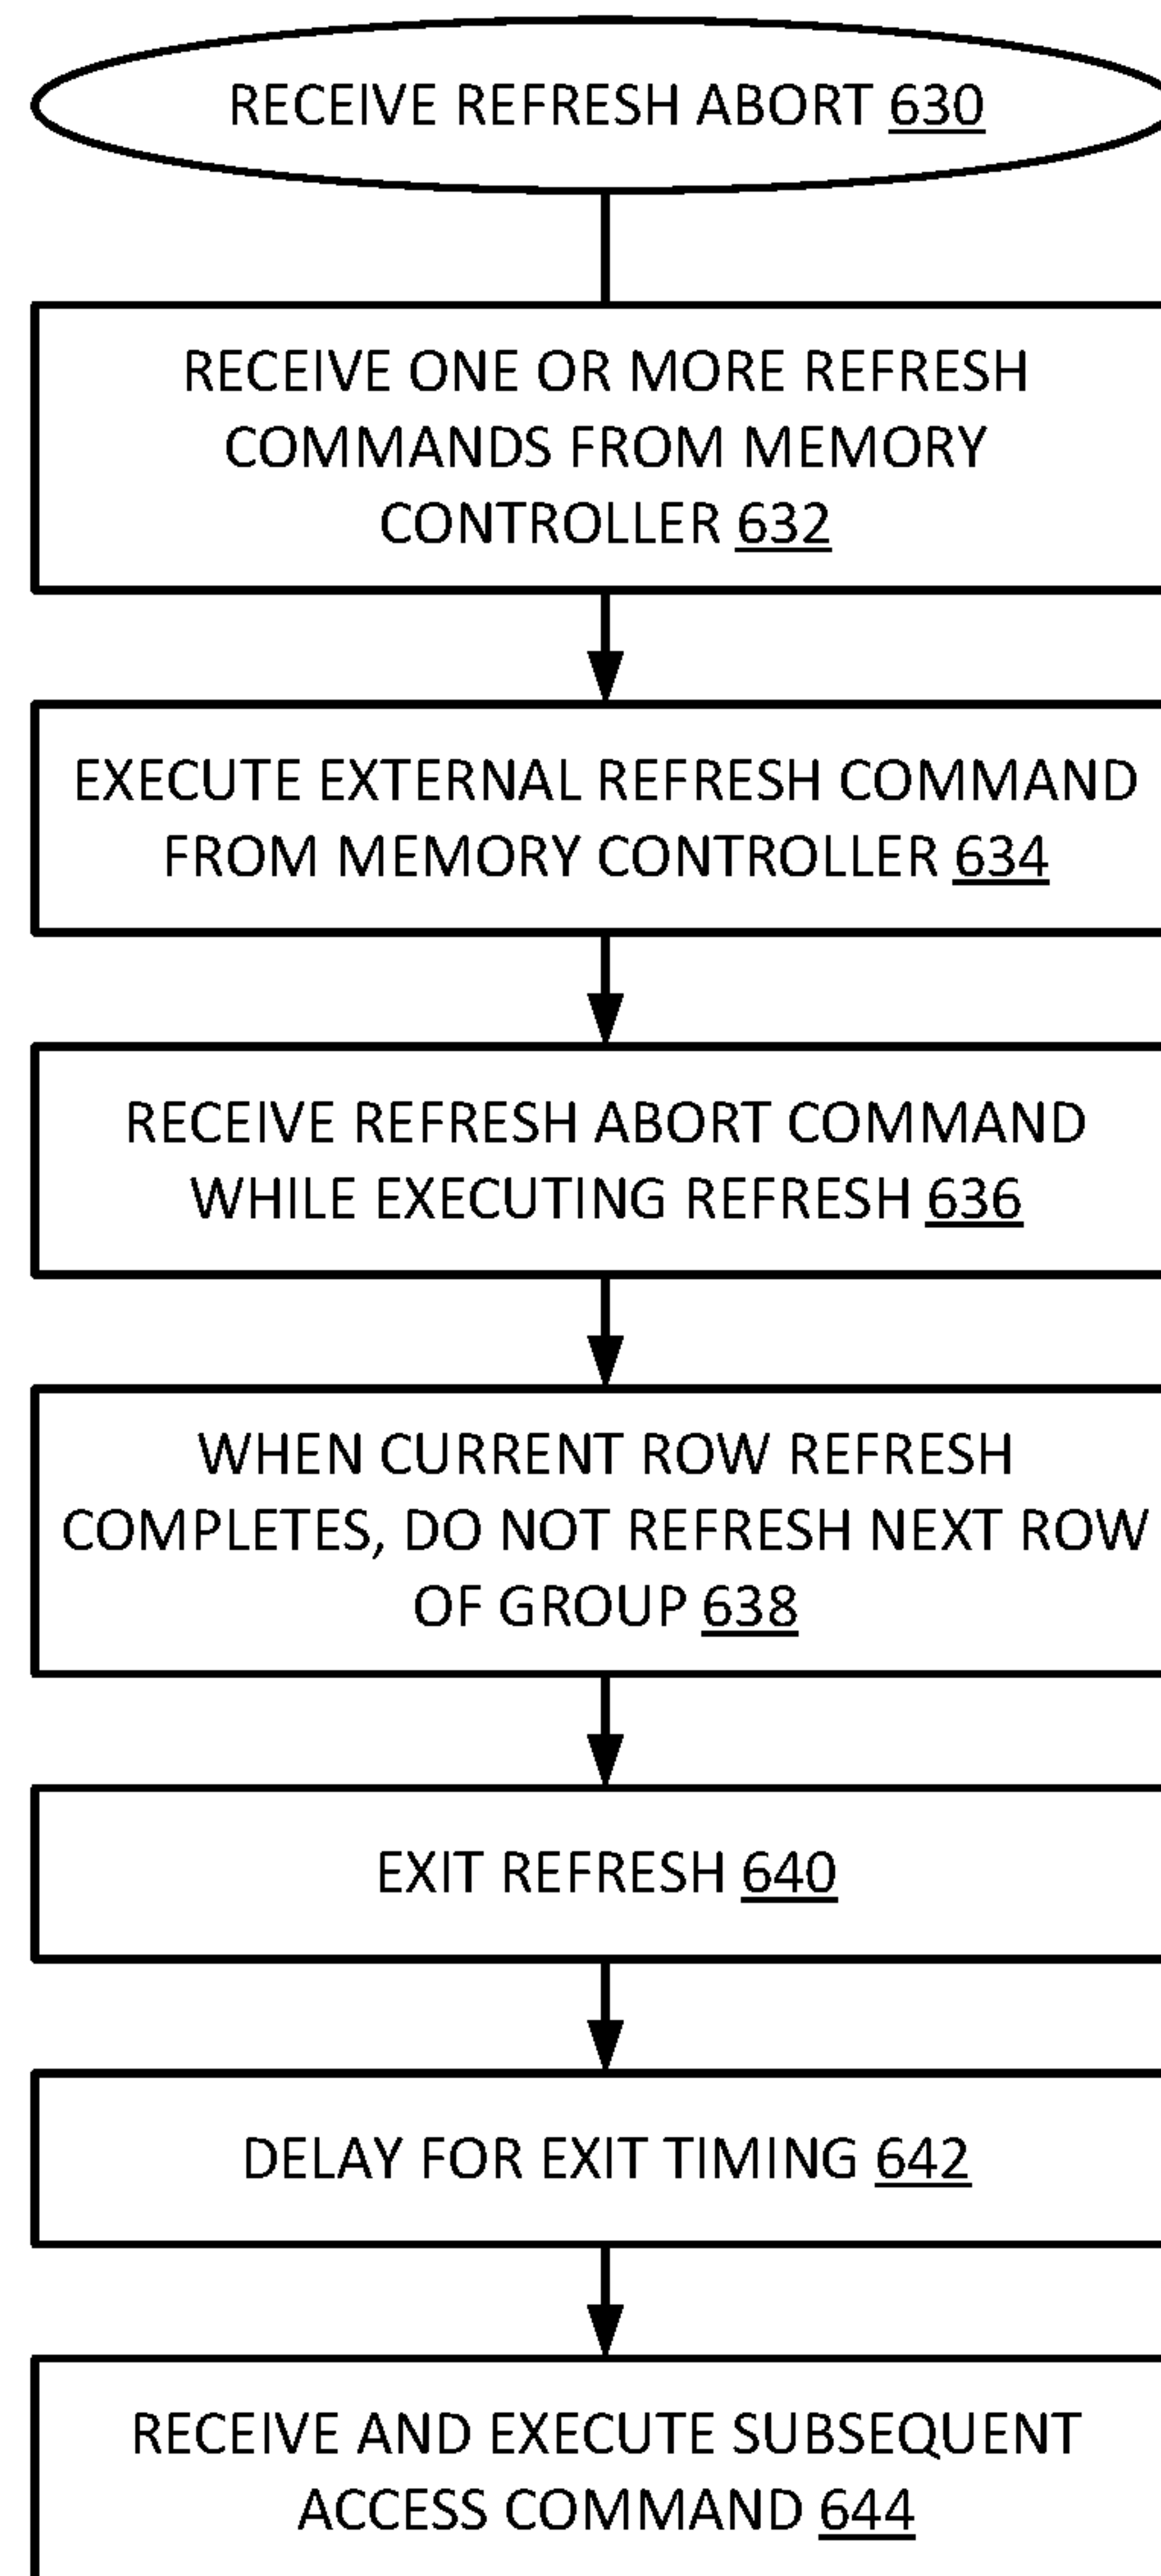 RECEIVE REFRESH ABORT 630
RECEIVE ONE OR MORE REFRESH
COMMANDS FROM MEMORY
CONTROLLER 632
EXECUTE EXTERNAL REFRESH COMMAND
FROM MEMORY CONTROLLER 634
RECEIVE REFRESH ABORT COMMAND
WHILE EXECUTING REFRESH 636
WHEN CURRENT ROW REFRESH
COMPLETES, DO NOT REFRESH NEXT ROW
OF GROUP 638
EXIT REFRESH 640
DELAY FOR EXIT TIMING 642
RECEIVE AND EXECUTE SUBSEQUENT
ACCESS COMMAND 644